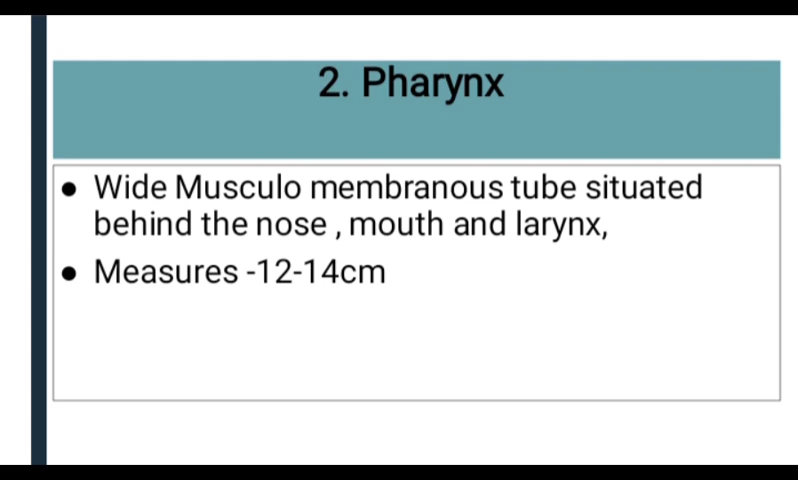 2. Pharynx
● Wide Musculo membranous tube situated
behind the nose , mouth and larynx,
● Measures -12-14cm